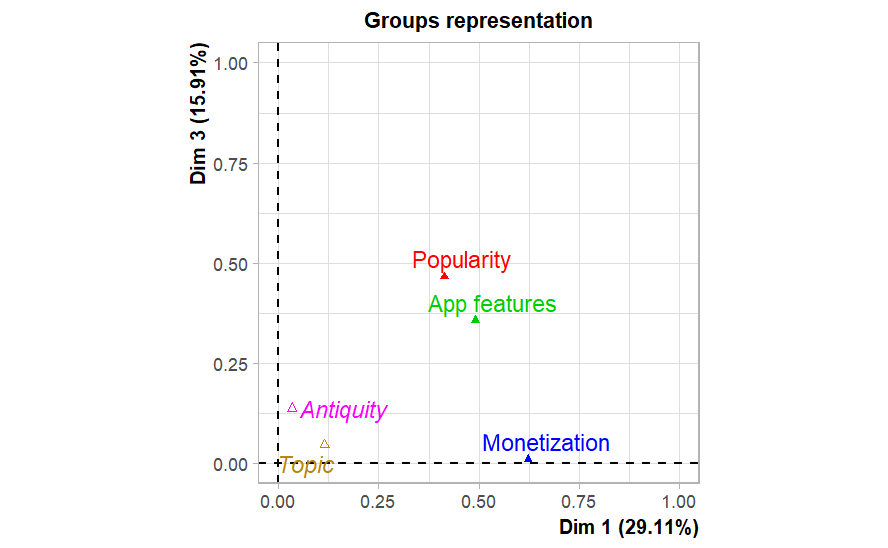 Groups representation
Dim 3 (15.91%)
1.00
0.75
0.50
0.25
0.00
Popularity
App features
Antiquity
Monetization
Topic
0.00 0.25 0.50 0.75 1.00
Dim 1 (29.11%)